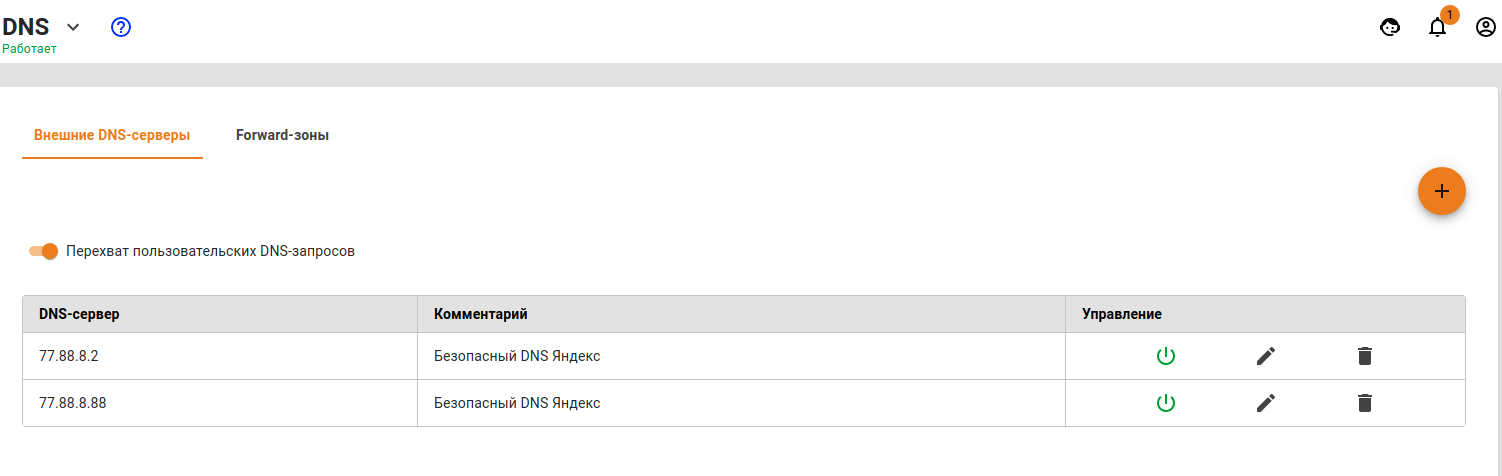 DNS
Работает
1
Внешние DNS-серверы
Forward-зоны
Перехват пользовательских DNS-запросов
DNS-сервер Комментарий Управление
77.88.8.2 Безопасный DNS Яндекс
77.88.8.88 Безопасный DNS Яндекс